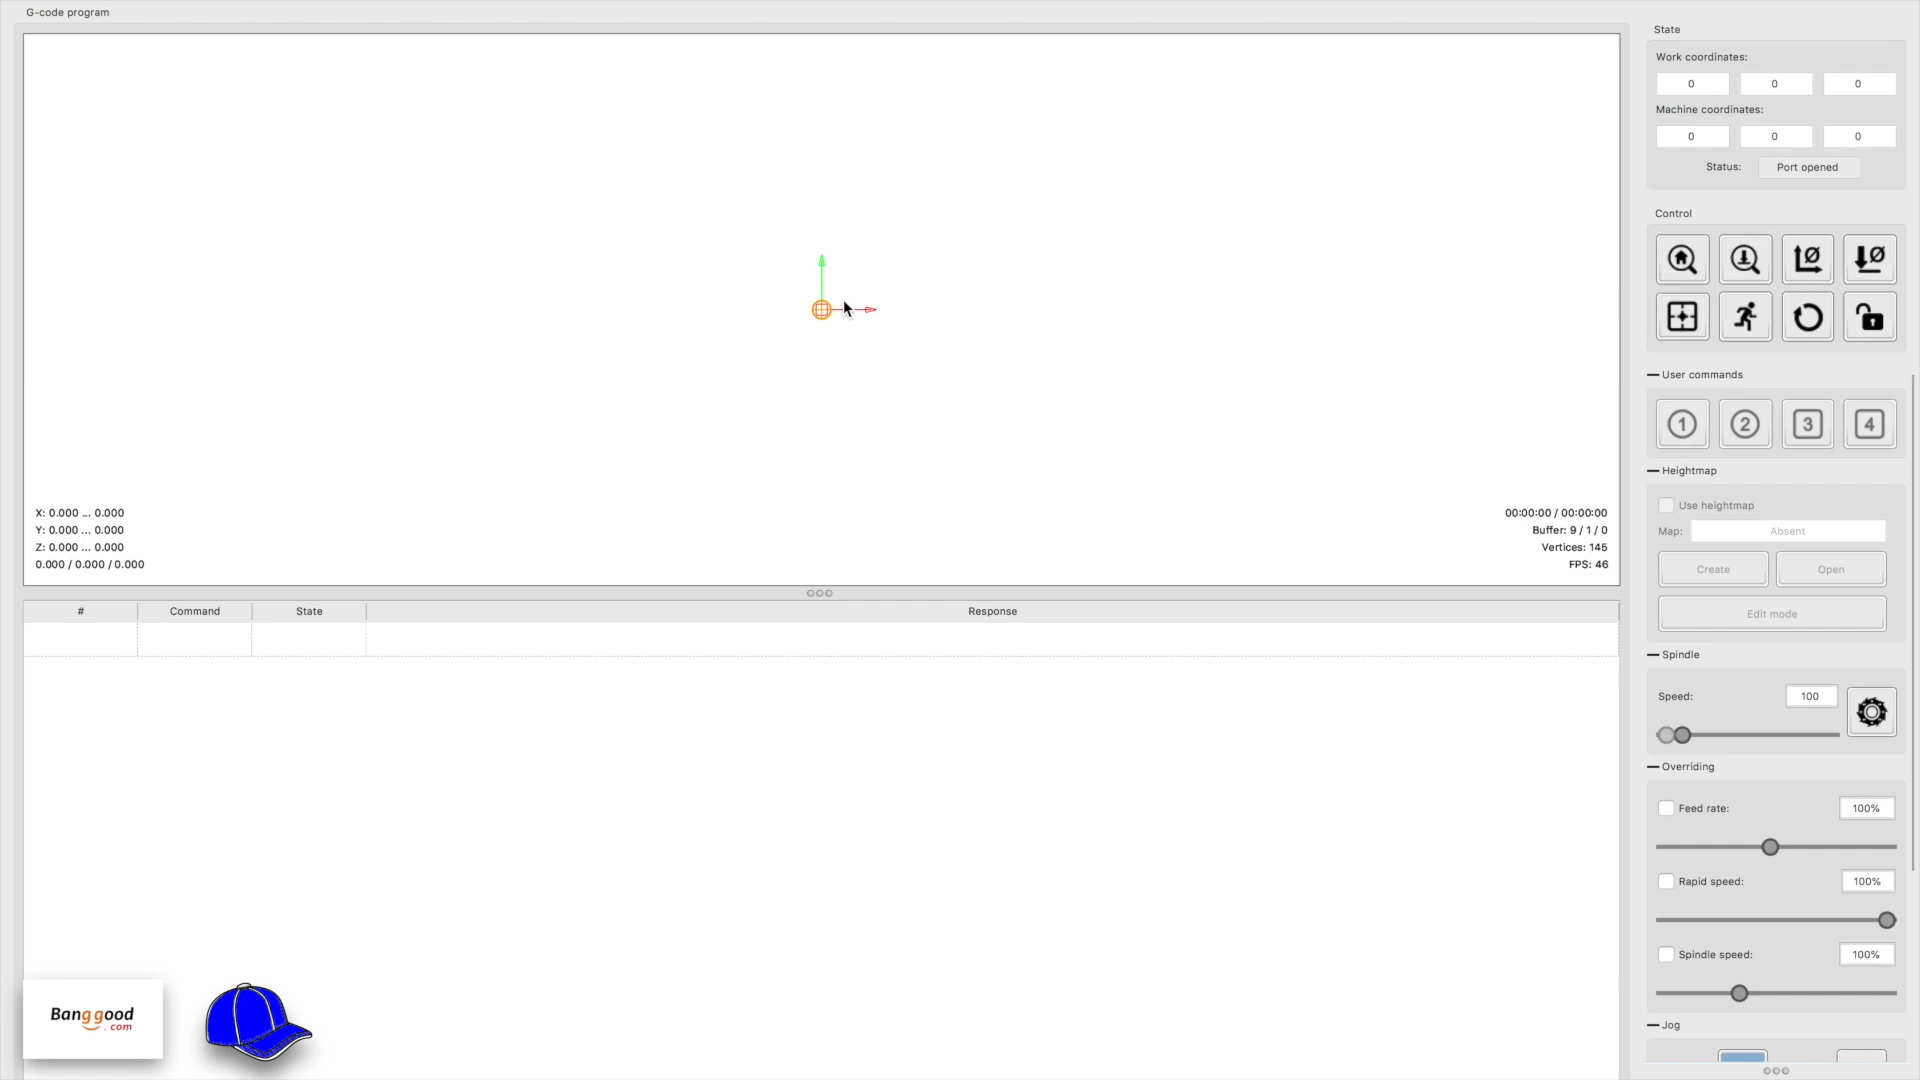 G-code program
State
Work coordinates:
0 0 0
Machine coordinates:
0 0 0
Status: Port opened
Control
User commands
1 2 3 4
Heightmap
Use heightmap
Map: Absent
Create Open
Edit mode
Spindle
Speed: 100
Overriding
Feed rate: 100%
Rapid speed: 100%
Spindle speed: 100%
Jog
X: 0.000 ... 0.000
Y: 0.000 ... 0.000
Z: 0.000 ... 0.000
0.000 / 0.000 / 0.000
00:00:00 / 00:00:00
Buffer: 9 / 1 / 0
Vertices: 145
FPS: 46
# Command State Response
Banggood
.com